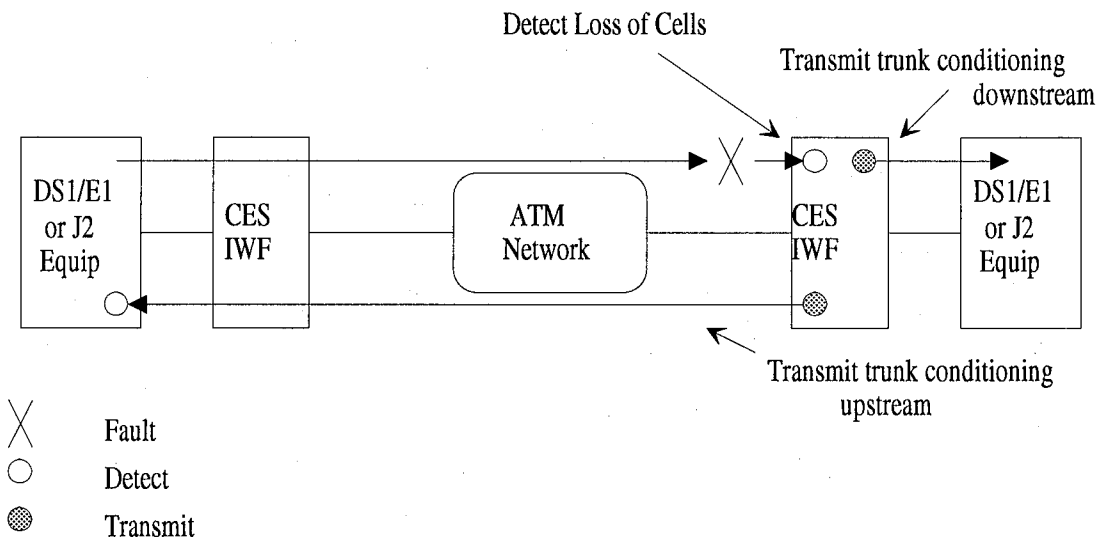 Detect Loss of Cells
Transmit trunk conditioning
downstream
DS1/E1
or J2
Equip
CES
IWF
ATM
Network
CES
IWF
DS1/E1
or J2
Equip
Transmit trunk conditioning
upstream
Fault
Detect
Transmit